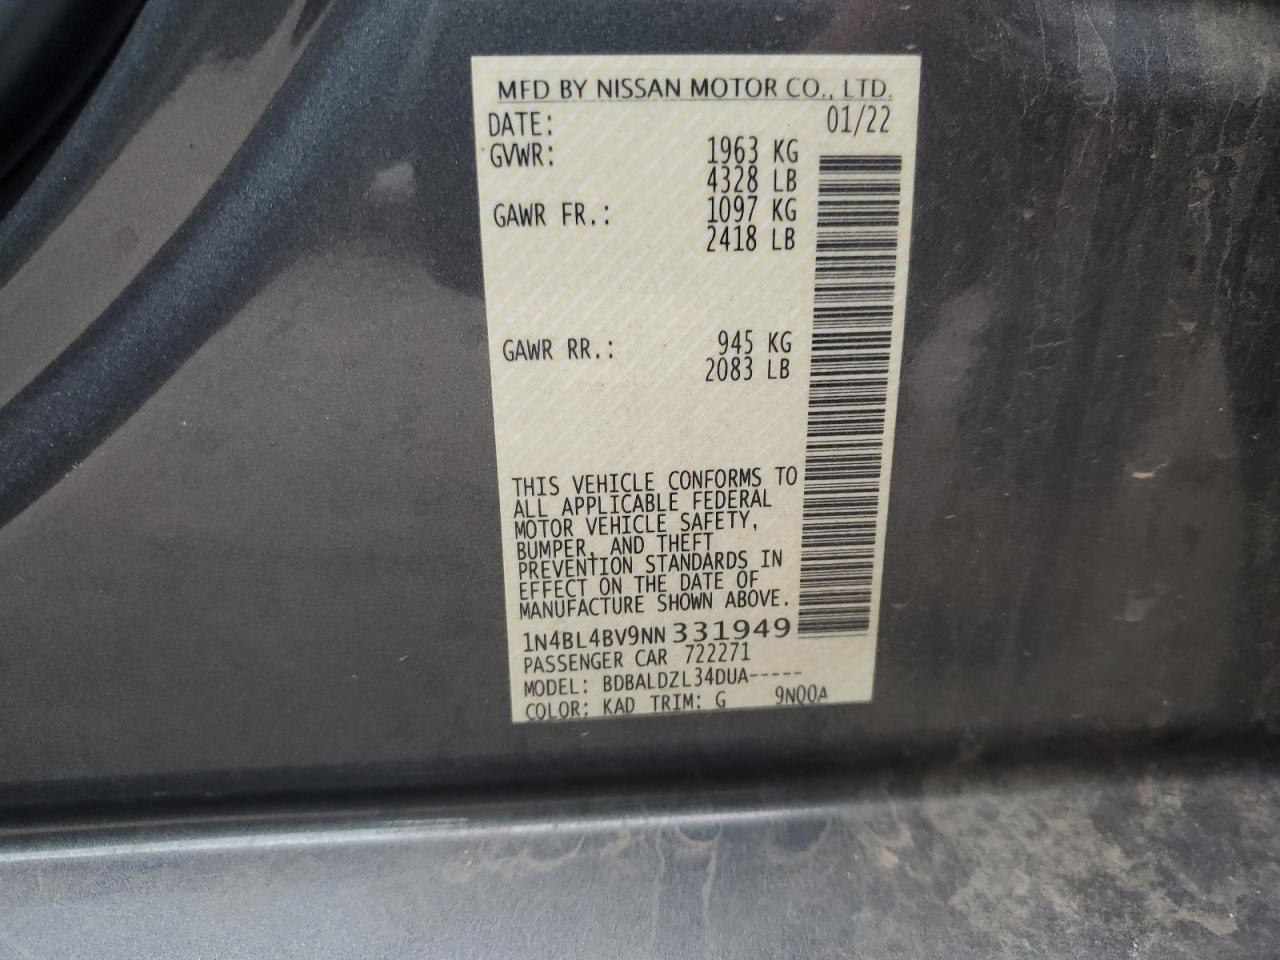 MFD BY NISSAN MOTOR CO., LTD.
DATE: 01/22
GVWR: 1963 KG
4328 LB
GAWR FR.: 1097 KG
2418 LB
GAWR RR.: 945 KG
2083 LB
THIS VEHICLE CONFORMS TO
ALL APPLICABLE FEDERAL
MOTOR VEHICLE SAFETY,
BUMPER, AND THEFT
PREVENTION STANDARDS IN
EFFECT ON THE DATE OF
MANUFACTURE SHOWN ABOVE.
1N4BL4BV9NN331949
PASSENGER CAR 722271
MODEL: BDBALDZL34DUA-----
COLOR: KAD TRIM: G 9N00A